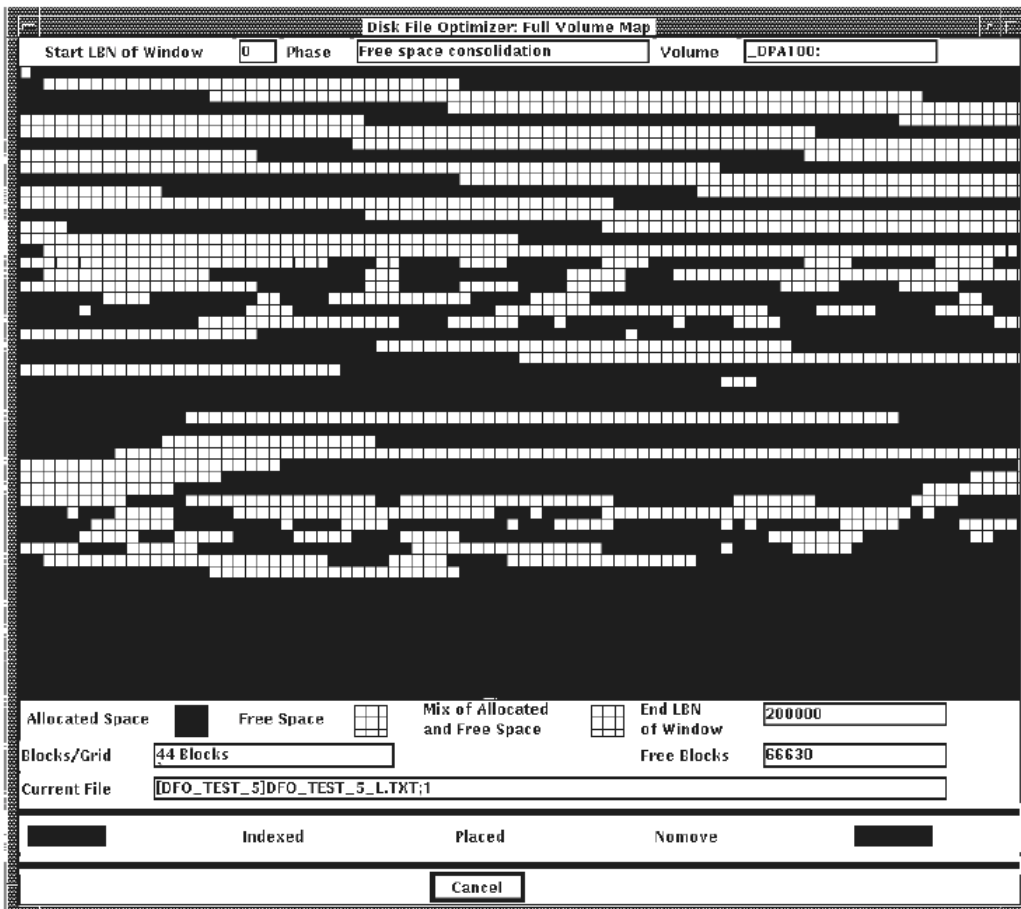 Disk File Optimizer: Full Volume Map
Start LBN of Window 0 Phase Free space consolidation Volume _DPA100:
Allocated Space Free Space Mix of Allocated and Free Space End LBN of Window 200000
Blocks/Grid 44 Blocks Free Blocks 66630
Current File [DFO_TEST_5]DFO_TEST_5_L.TXT;1
Indexed Placed Nomove
Cancel